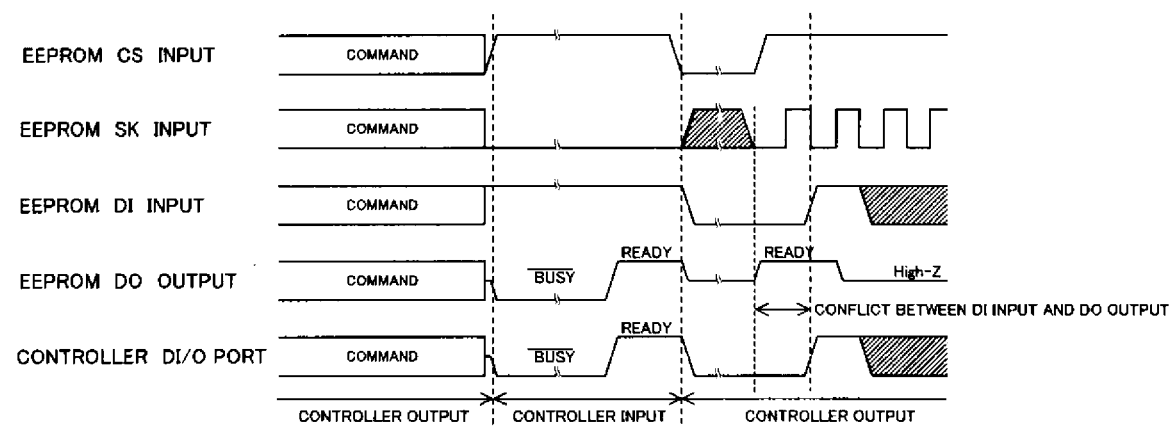 EEPROM CS INPUT COMMAND
EEPROM SK INPUT COMMAND
EEPROM DI INPUT COMMAND
READY READY
EEPROM DO OUTPUT COMMAND BUSY High-Z
CONFLICT BETWEEN DI INPUT AND DO OUTPUT
READY
CONTROLLER DI/O PORT COMMAND BUSY
CONTROLLER OUTPUT CONTROLLER INPUT CONTROLLER OUTPUT